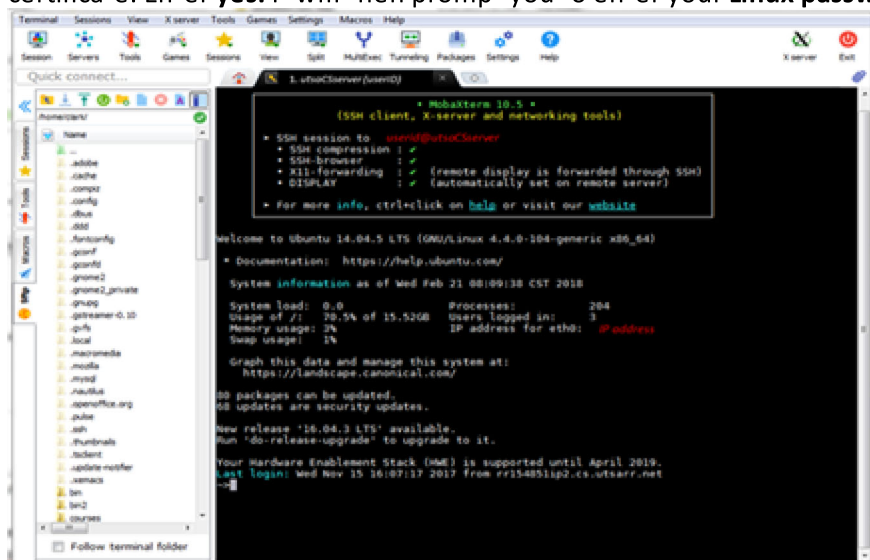 yes. you your Linux
Terminal Sessions View X server Tools Games Settings Macros Help
Session Servers Tools Games Sessions View Split MultiExec Tunneling Packages Settings Help X server Exit
Quick connect...
1. utsaCSserver (userID)
/home/clark/
Name
..
.adobe
.cache
.compiz
.config
.dbus
.ddd
.fontconfig
.gconf
.gconfd
.gnome2
.gnome2_private
.gnupg
.gstreamer-0.10
.gvfs
.local
.macromedia
.mozilla
.mysql
.nautilus
.openoffice.org
.pulse
.ssh
.thumbnails
.tsclient
.update-notifier
.xemacs
bin
bin2
courses
Follow terminal folder
Sessions
Tools
Macros
Sftp
• MobaXterm 10.5 •
(SSH client, X-server and networking tools)
▸ SSH session to userid@utsaCSserver
• SSH compression : ✓
• SSH-browser : ✓
• X11-forwarding : ✓ (remote display is forwarded through SSH)
• DISPLAY : ✓ (automatically set on remote server)
▸ For more info, ctrl+click on help or visit our website
Welcome to Ubuntu 14.04.5 LTS (GNU/Linux 4.4.0-104-generic x86_64)
* Documentation: https://help.ubuntu.com/
System information as of Wed Feb 21 08:09:38 CST 2018
System load: 0.0 Processes: 204
Usage of /: 70.5% of 15.52GB Users logged in: 3
Memory usage: 3% IP address for eth0: IP address
Swap usage: 1%
Graph this data and manage this system at:
https://landscape.canonical.com/
80 packages can be updated.
68 updates are security updates.
New release '16.04.3 LTS' available.
Run 'do-release-upgrade' to upgrade to it.
Your Hardware Enablement Stack (HWE) is supported until April 2019.
Last login: Wed Nov 15 16:07:17 2017 from rr154851ip2.cs.utsarr.net
->